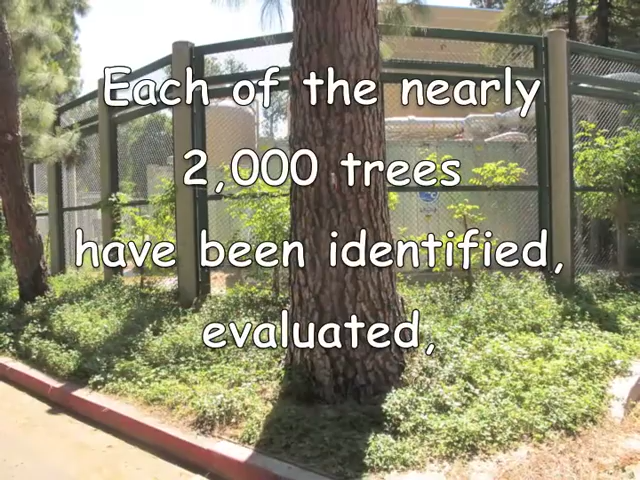 Each of the nearly
2,000 trees
have been identified,
evaluated,